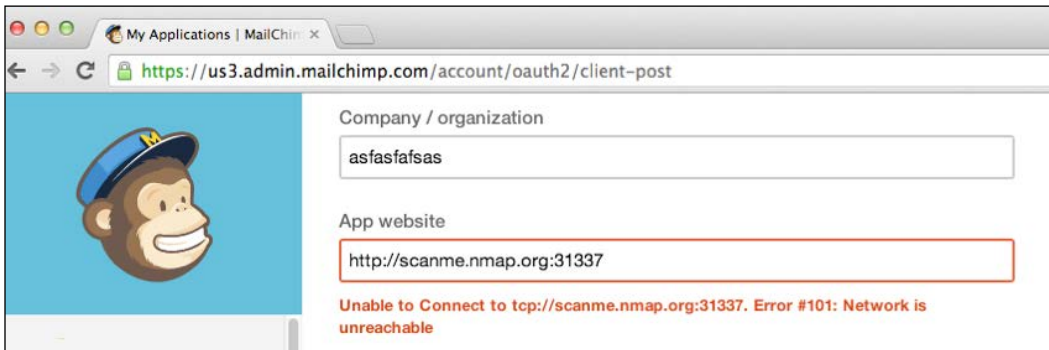 My Applications | MailChim
https://us3.admin.mailchimp.com/account/oauth2/client-post
M
Company / organization
asfasfafsas
App website
http://scanme.nmap.org:31337
Unable to Connect to tcp://scanme.nmap.org:31337. Error #101: Network is
unreachable